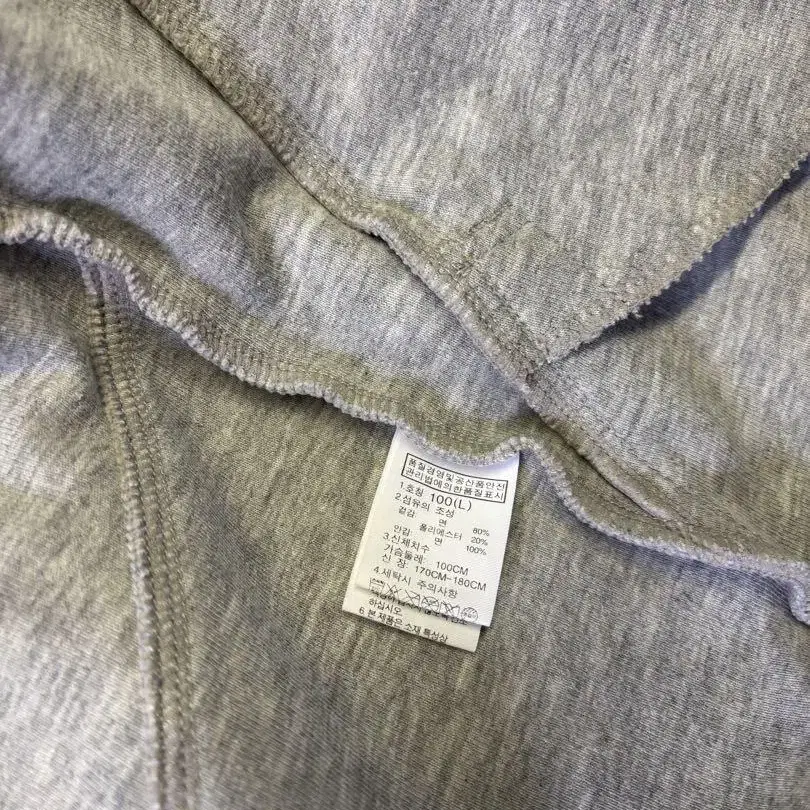 품질경영및공산품안전
관리법에의한품질표시
1.호칭 100(L)
2.섬유의 조성
겉감: 면 80%
폴리에스터 20%
안감: 면 100%
3.신체치수
가슴둘레: 100CM
신 장: 170CM-180CM
4.세탁시 주의사항
하십시오
6.본 제품은 소재 특성상